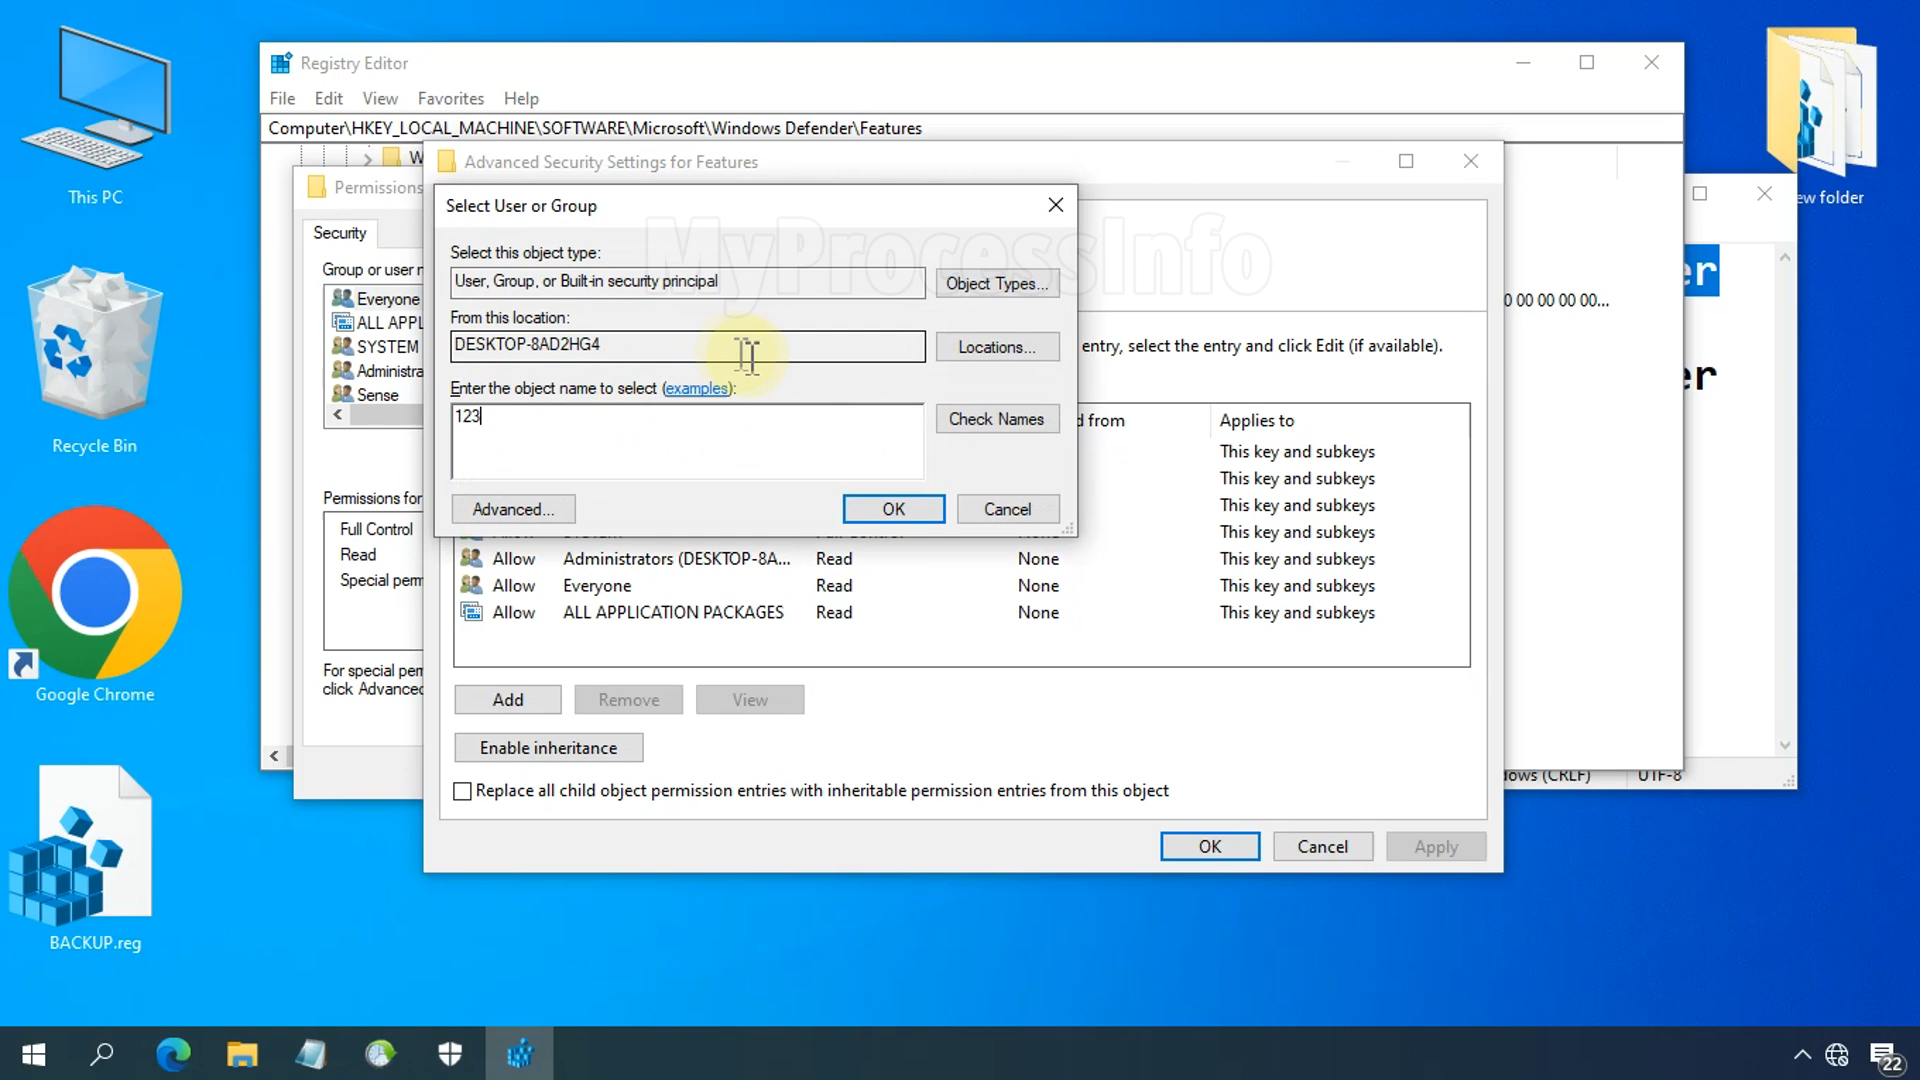 This PC
Recycle Bin
Google Chrome
BACKUP.reg
ew folder
Registry Editor
File Edit View Favorites Help
Computer\HKEY_LOCAL_MACHINE\SOFTWARE\Microsoft\Windows Defender\Features
W
Permissions
Security
Group or user n
Everyone
ALL APPL
SYSTEM
Administra
Sense
Permissions for
Full Control
Read
Special perm
For special perm
click Advanced
Advanced Security Settings for Features
Select User or Group
MyProcessInfo
Select this object type:
User, Group, or Built-in security principal
Object Types...
From this location:
DESKTOP-8AD2HG4
Locations...
Enter the object name to select (examples):
123
Check Names
Advanced...
OK
Cancel
entry, select the entry and click Edit (if available).
d from Applies to
This key and subkeys
This key and subkeys
This key and subkeys
This key and subkeys
Allow Administrators (DESKTOP-8A... Read None This key and subkeys
Allow Everyone Read None This key and subkeys
Allow ALL APPLICATION PACKAGES Read None This key and subkeys
Add Remove View
Enable inheritance
Replace all child object permission entries with inheritable permission entries from this object
OK Cancel Apply
0 00 00 00 00...
er
er
dows (CRLF) UTF-8
22